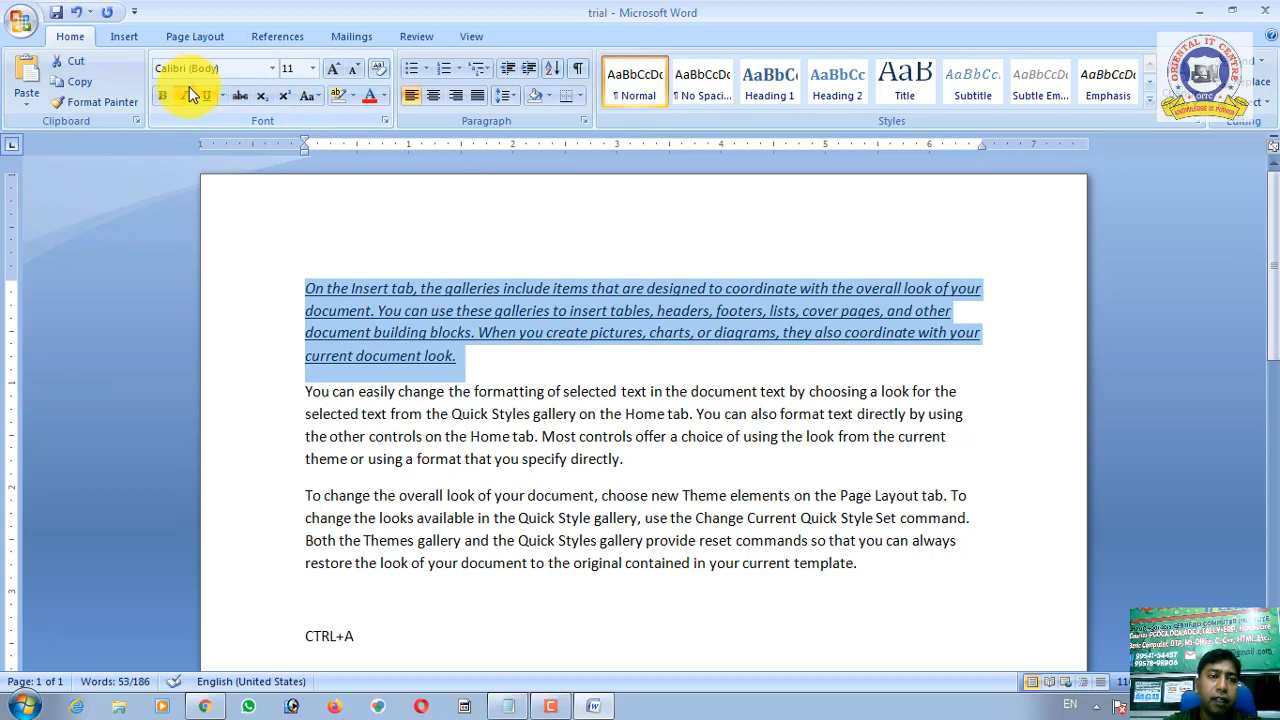 trial - Microsoft Word
Home Insert Page Layout References Mailings Review View
Paste
Cut
Copy
Format Painter
Clipboard
Calibri (Body) 11
Font
Paragraph
AaBbCcDc AaBbCcDc AaBbCc AaBbCc AaB AaBbCc. AaBbCcDc AaBbCcDc
¶ Normal ¶ No Spaci... Heading 1 Heading 2 Title Subtitle Subtle Em... Emphasis
Styles
Editing
ORIENTAL IT CENTRE
KNOWLEDGE IS POWER
On the Insert tab, the galleries include items that are designed to coordinate with the overall look of your
document. You can use these galleries to insert tables, headers, footers, lists, cover pages, and other
document building blocks. When you create pictures, charts, or diagrams, they also coordinate with your
current document look.
You can easily change the formatting of selected text in the document text by choosing a look for the
selected text from the Quick Styles gallery on the Home tab. You can also format text directly by using
the other controls on the Home tab. Most controls offer a choice of using the look from the current
theme or using a format that you specify directly.
To change the overall look of your document, choose new Theme elements on the Page Layout tab. To
change the looks available in the Quick Style gallery, use the Change Current Quick Style Set command.
Both the Themes gallery and the Quick Styles gallery provide reset commands so that you can always
restore the look of your document to the original contained in your current template.
CTRL+A
Page: 1 of 1 Words: 53/186 English (United States)
EN